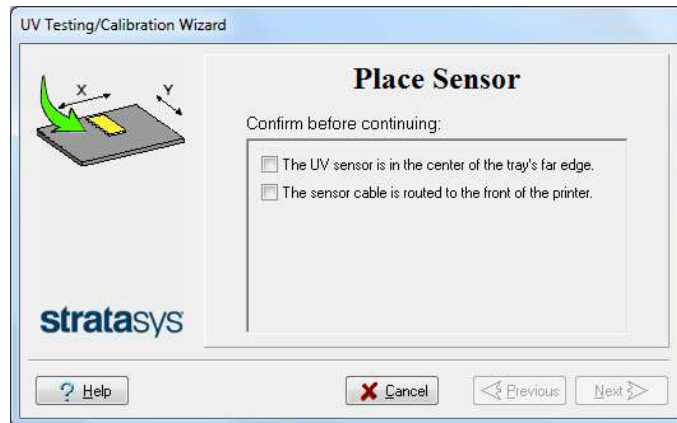 UV Testing/Calibration Wizard
X
Y
Place Sensor
Confirm before continuing:
The UV sensor is in the center of the tray's far edge.
The sensor cable is routed to the front of the printer.
stratasys
? Help
Cancel
Previous
Next